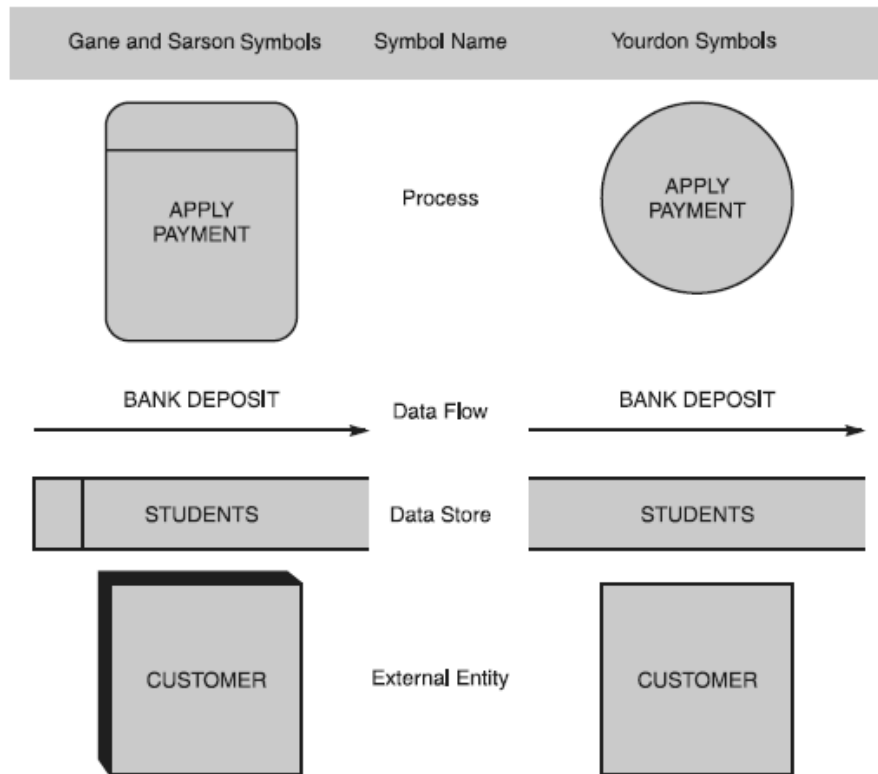 Gane and Sarson Symbols Symbol Name Yourdon Symbols
APPLY
PAYMENT
Process
APPLY
PAYMENT
BANK DEPOSIT
Data Flow
BANK DEPOSIT
STUDENTS
Data Store
STUDENTS
CUSTOMER
External Entity
CUSTOMER